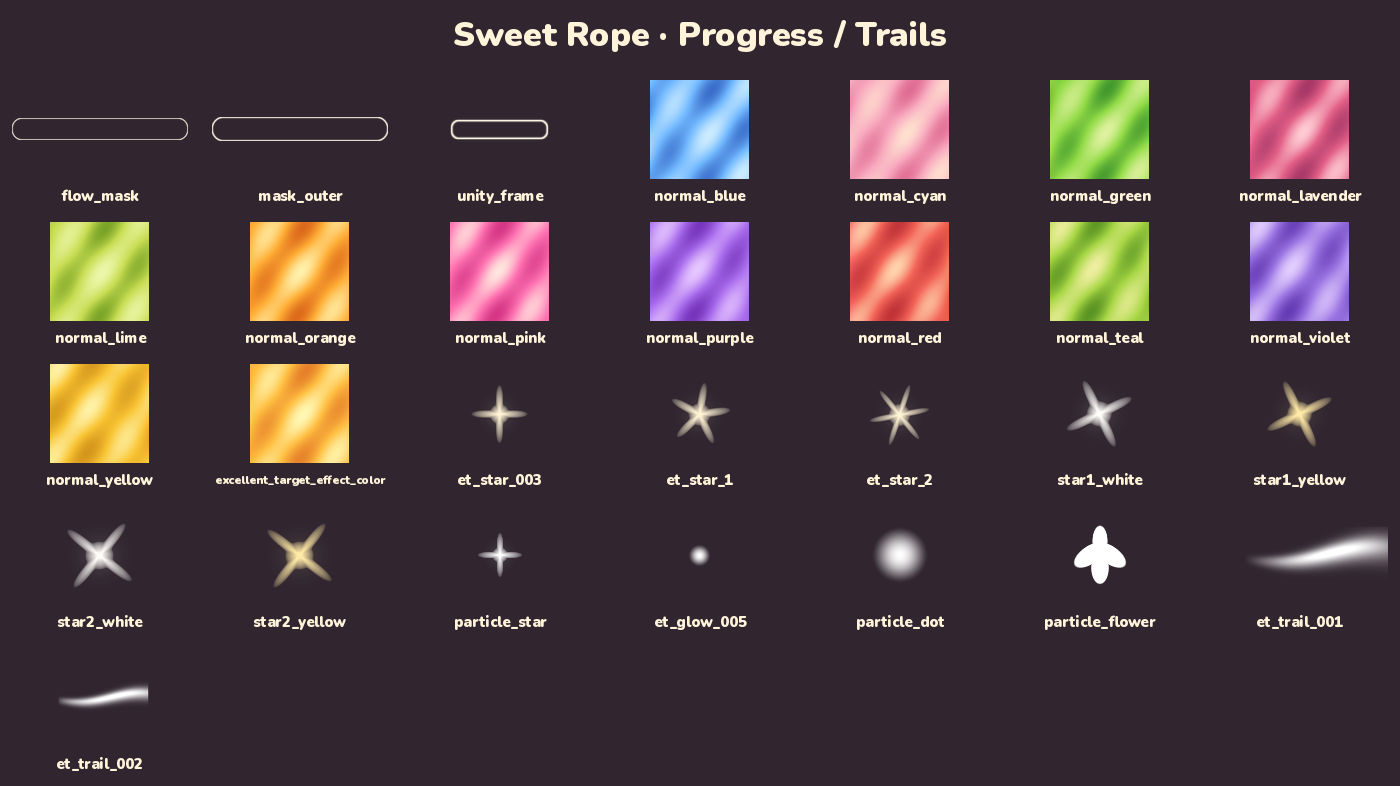 Sweet Rope · Progress / Trails
flow_mask mask_outer unity_frame normal_blue normal_cyan normal_green normal_lavender
normal_lime normal_orange normal_pink normal_purple normal_red normal_teal normal_violet
normal_yellow excellent_target_effect_color et_star_003 et_star_1 et_star_2 star1_white star1_yellow
star2_white star2_yellow particle_star et_glow_005 particle_dot particle_flower et_trail_001
et_trail_002